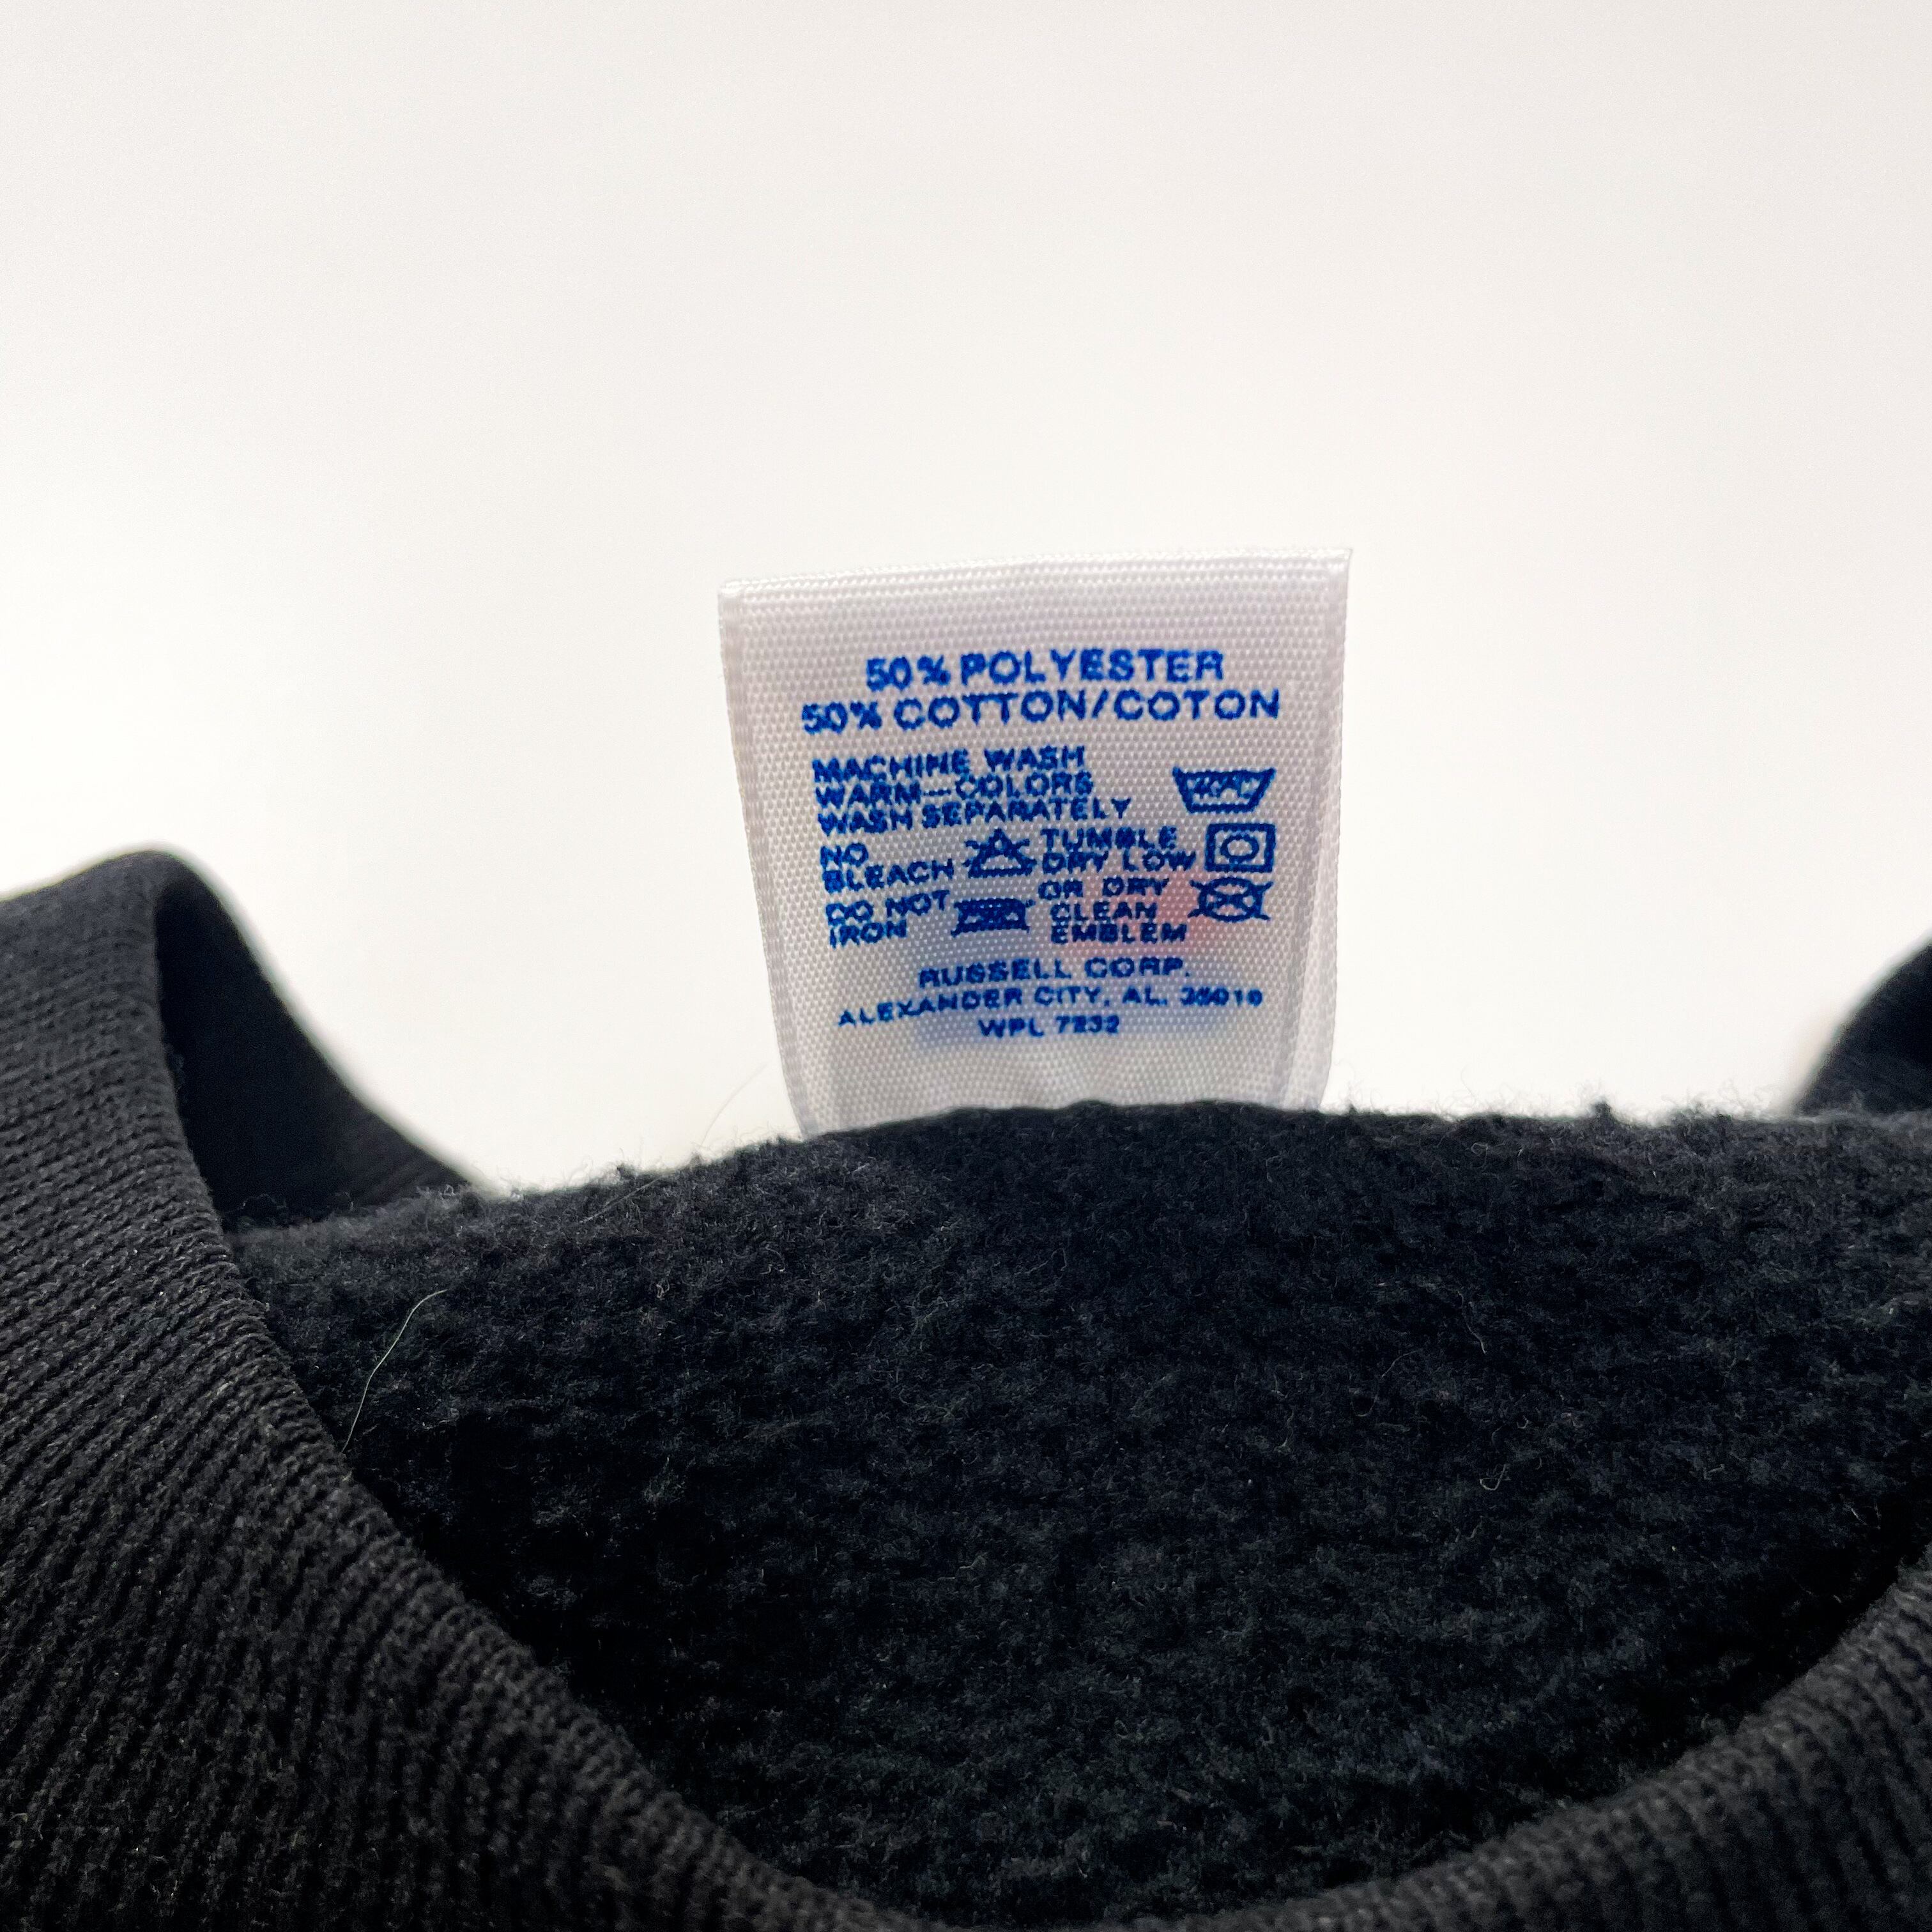 50% POLYESTER
50% COTTON/COTON
MACHINE WASH
WARM—COLORS
WASH SEPARATELY
40°C
NO
BLEACH
TUMBLE
DRY LOW
DO NOT
IRON
OR DRY
CLEAN
EMBLEM
RUSSELL CORP.
ALEXANDER CITY, AL. 35010
WPL 7232